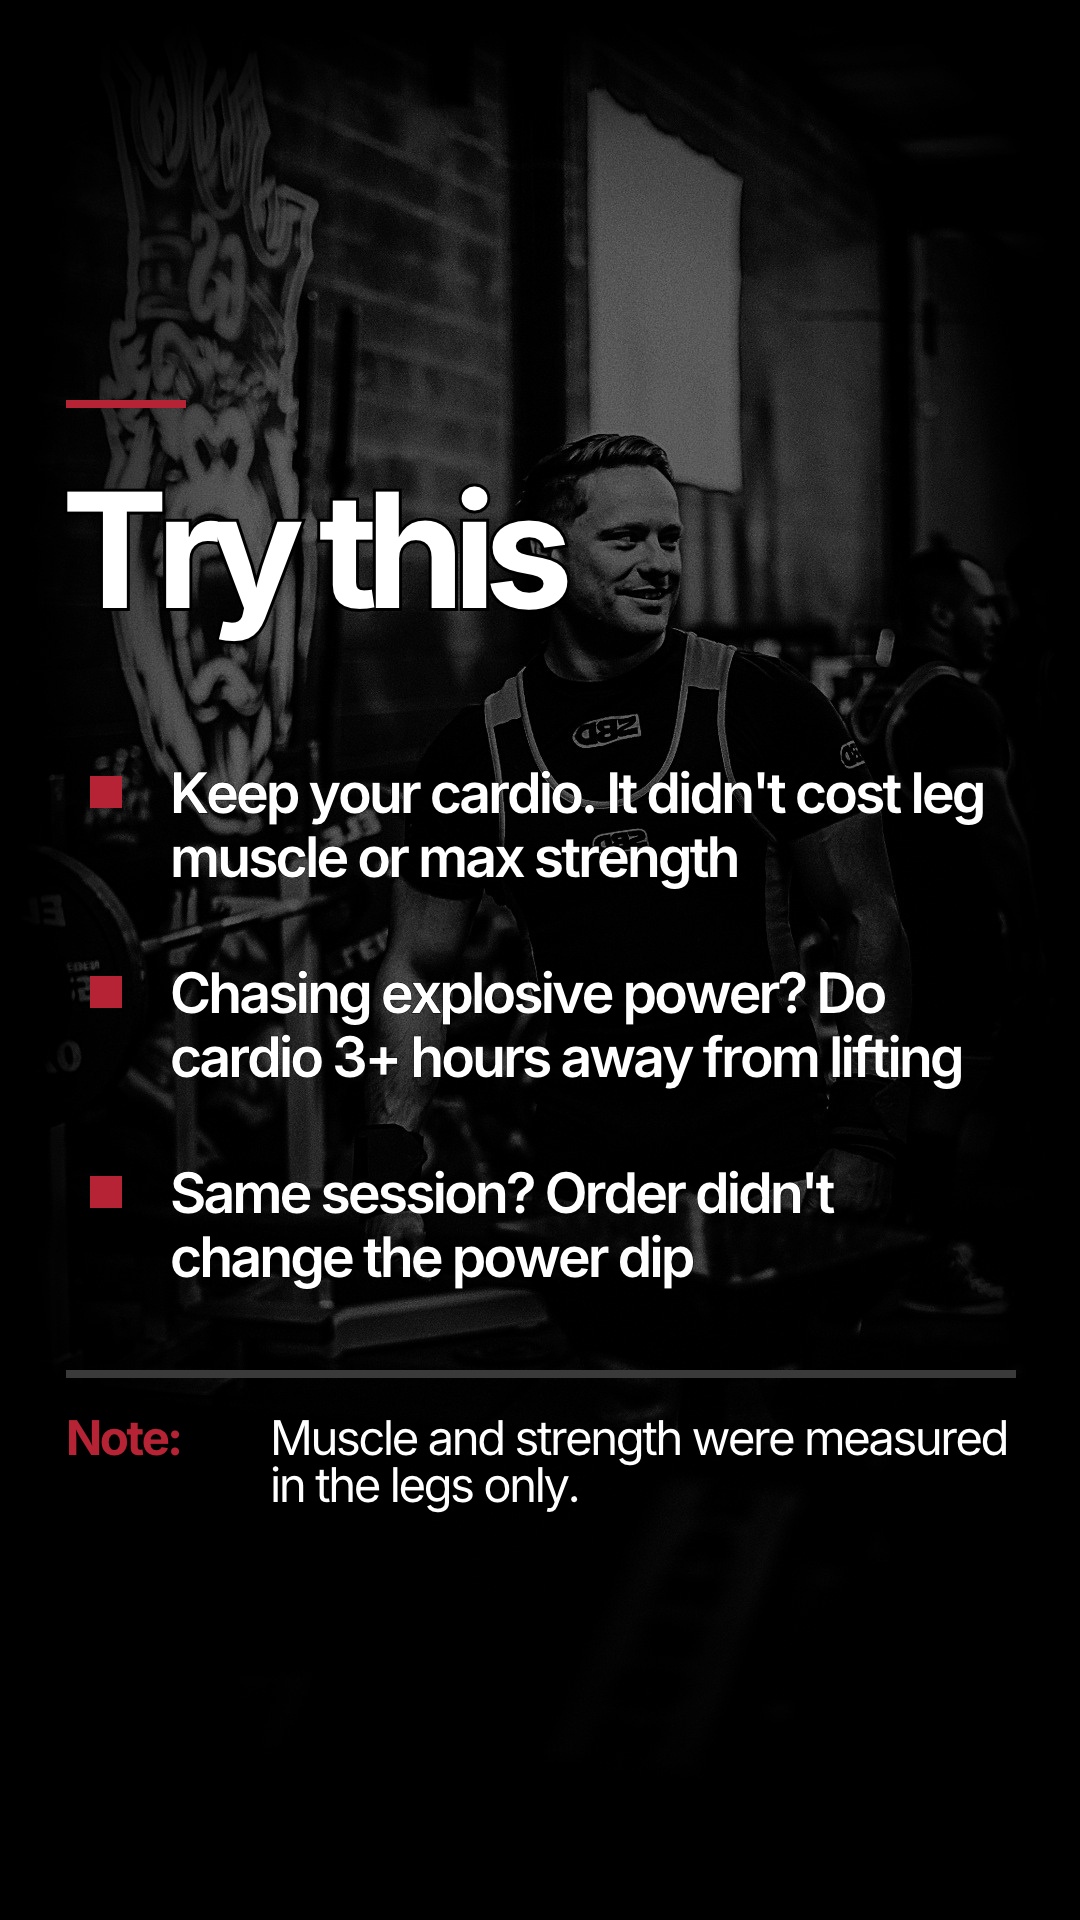 Try this
Keep your cardio. It didn't cost leg
muscle or max strength
Chasing explosive power? Do
cardio 3+ hours away from lifting
Same session? Order didn't
change the power dip
Note:
Muscle and strength were measured
in the legs only.